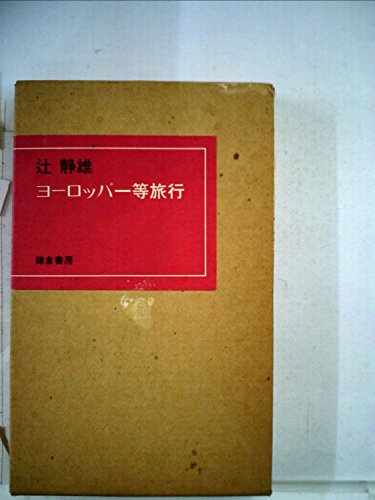 辻 静雄
ヨーロッパ一等旅行
鎌倉書房